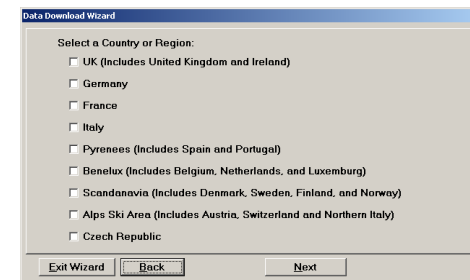 Data Download Wizard
Select a Country or Region:
UK (Includes United Kingdom and Ireland)
Germany
France
Italy
Pyrenees (Includes Spain and Portugal)
Benelux (Includes Belgium, Netherlands, and Luxemburg)
Scandanavia (Includes Denmark, Sweden, Finland, and Norway)
Alps Ski Area (Includes Austria, Switzerland and Northern Italy)
Czech Republic
Exit Wizard Back Next